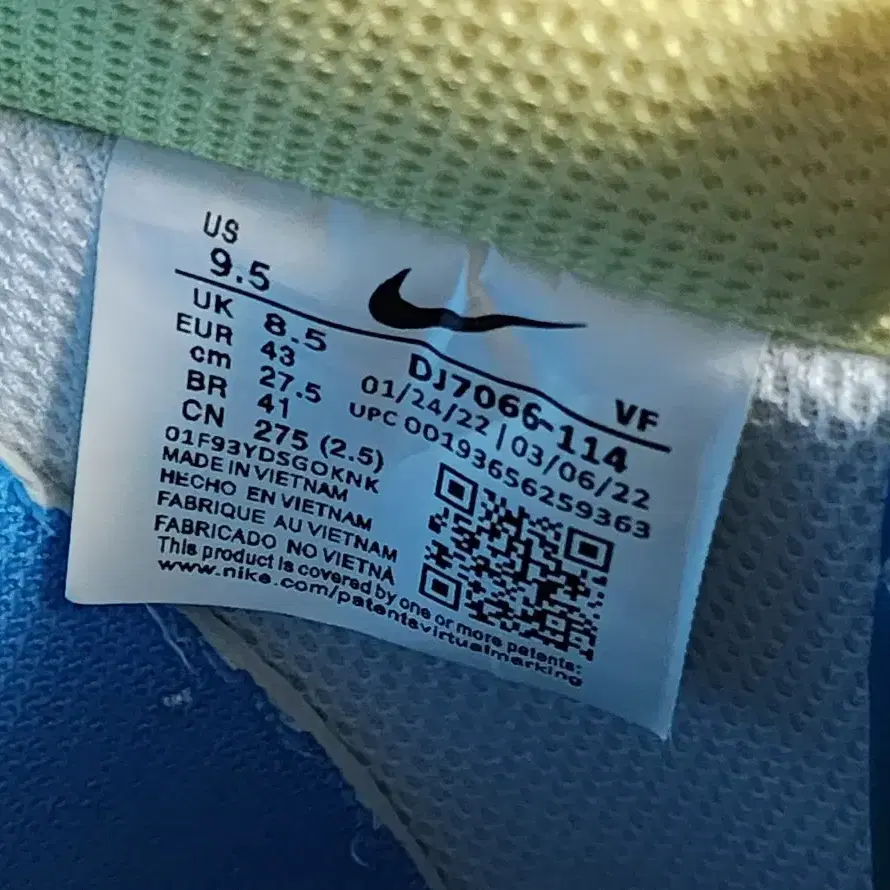 US
9.5
UK 8.5
EUR 43
cm 27.5
BR 41
CN 275 (2.5)
DJ7066-114 VF
01/24/22 | 03/06/22
UPC 00193656259363
01F93YDSGOKNK
MADE IN VIETNAM
HECHO EN VIETNAM
FABRIQUE AU VIETNAM
FABRICADO NO VIETNA
This product is covered by one or more patents:
www.nike.com/patentsvirtualmarking